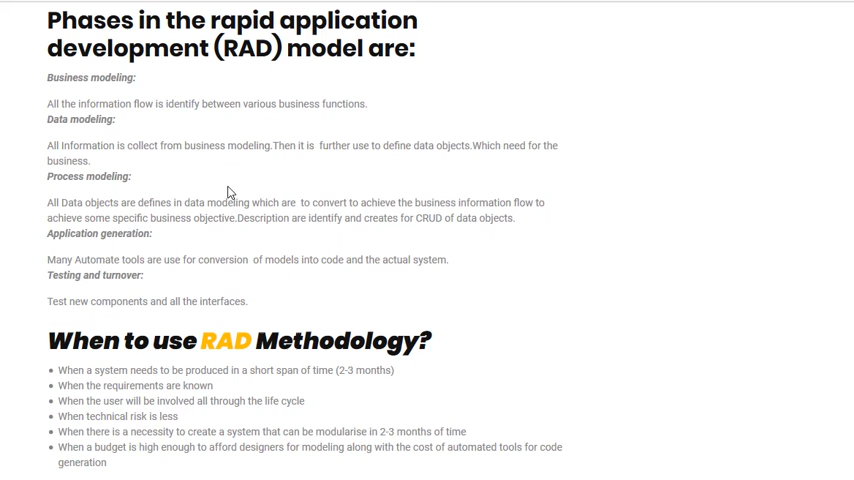 Phases in the rapid application
development (RAD) model are:
Business modeling:
All the information flow is identify between various business functions.
Data modeling:
All Information is collect from business modeling.Then it is  further use to define data objects.Which need for the
business.
Process modeling:
All Data objects are defines in data modeling which are  to convert to achieve the business information flow to
achieve some specific business objective.Description are identify and creates for CRUD of data objects.
Application generation:
Many Automate tools are use for conversion  of models into code and the actual system.
Testing and turnover:
Test new components and all the interfaces.
When to use RAD Methodology?
• When a system needs to be produced in a short span of time (2-3 months)
• When the requirements are known
• When the user will be involved all through the life cycle
• When technical risk is less
• When there is a necessity to create a system that can be modularise in 2-3 months of time
• When a budget is high enough to afford designers for modeling along with the cost of automated tools for code
generation